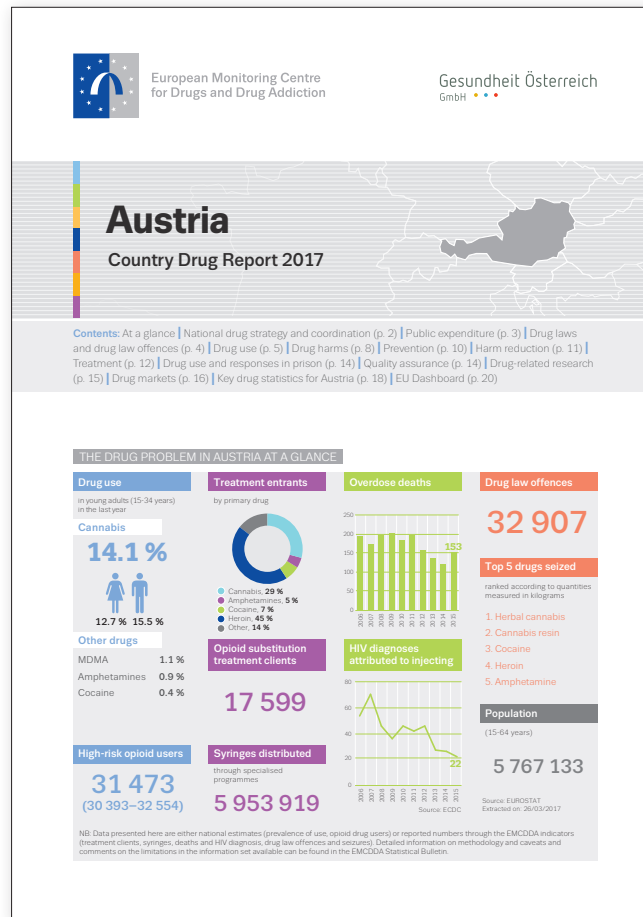 European Monitoring Centre
for Drugs and Drug Addiction
Gesundheit Österreich
GmbH
Austria
Country Drug Report 2017
Contents: At a glance | National drug strategy and coordination (p. 2) | Public expenditure (p. 3) | Drug laws
and drug law offences (p. 4) | Drug use (p. 5) | Drug harms (p. 8) | Prevention (p. 10) | Harm reduction (p. 11) |
Treatment (p. 12) | Drug use and responses in prison (p. 14) | Quality assurance (p. 14) | Drug-related research
(p. 15) | Drug markets (p. 16) | Key drug statistics for Austria (p. 18) | EU Dashboard (p. 20)
THE DRUG PROBLEM IN AUSTRIA AT A GLANCE
Drug use
in young adults (15-34 years)
in the last year
Cannabis
14.1 %
12.7 % 15.5 %
Other drugs
MDMA 1.1 %
Amphetamines 0.9 %
Cocaine 0.4 %
High-risk opioid users
31 473
(30 393–32 554)
Treatment entrants
by primary drug
Cannabis, 29 %
Amphetamines, 5 %
Cocaine, 7 %
Heroin, 45 %
Other, 14 %
Opioid substitution
treatment clients
17 599
Syringes distributed
through specialised
programmes
5 953 919
Overdose deaths
250
200
150
100
50
0
153
2006 2007 2008 2009 2010 2011 2012 2013 2014 2015
HIV diagnoses
attributed to injecting
80
60
40
20
0
22
2006 2007 2008 2009 2010 2011 2012 2013 2014 2015
Source: ECDC
Drug law offences
32 907
Top 5 drugs seized
ranked according to quantities
measured in kilograms
1. Herbal cannabis
2. Cannabis resin
3. Cocaine
4. Heroin
5. Amphetamine
Population
(15-64 years)
5 767 133
Source: EUROSTAT
Extracted on: 26/03/2017
NB: Data presented here are either national estimates (prevalence of use, opioid drug users) or reported numbers through the EMCDDA indicators
(treatment clients, syringes, deaths and HIV diagnosis, drug law offences and seizures). Detailed information on methodology and caveats and
comments on the limitations in the information set available can be found in the EMCDDA Statistical Bulletin.